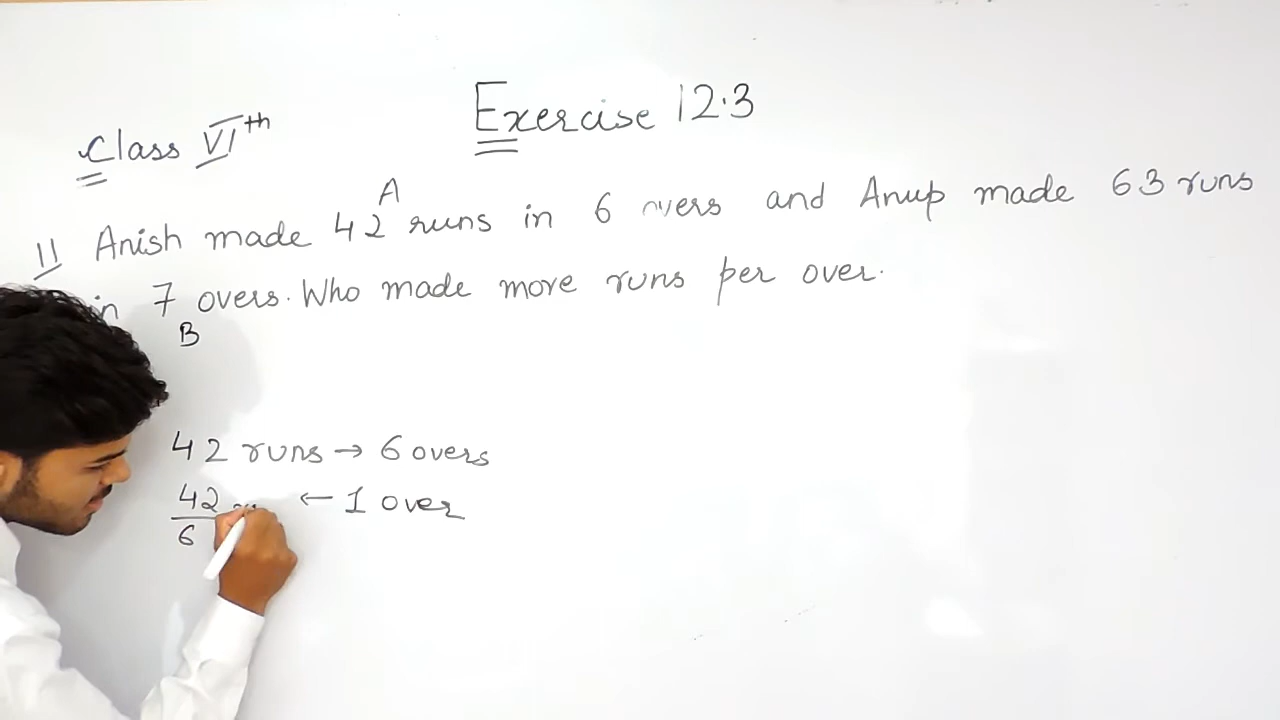 Exercise 12.3
Class VIth
A
11 Anish made 42 runs in 6 overs and Anup made 63 runs
in 7 overs. Who made more runs per over.
B
42 runs → 6 overs
42 ← 1 over
6